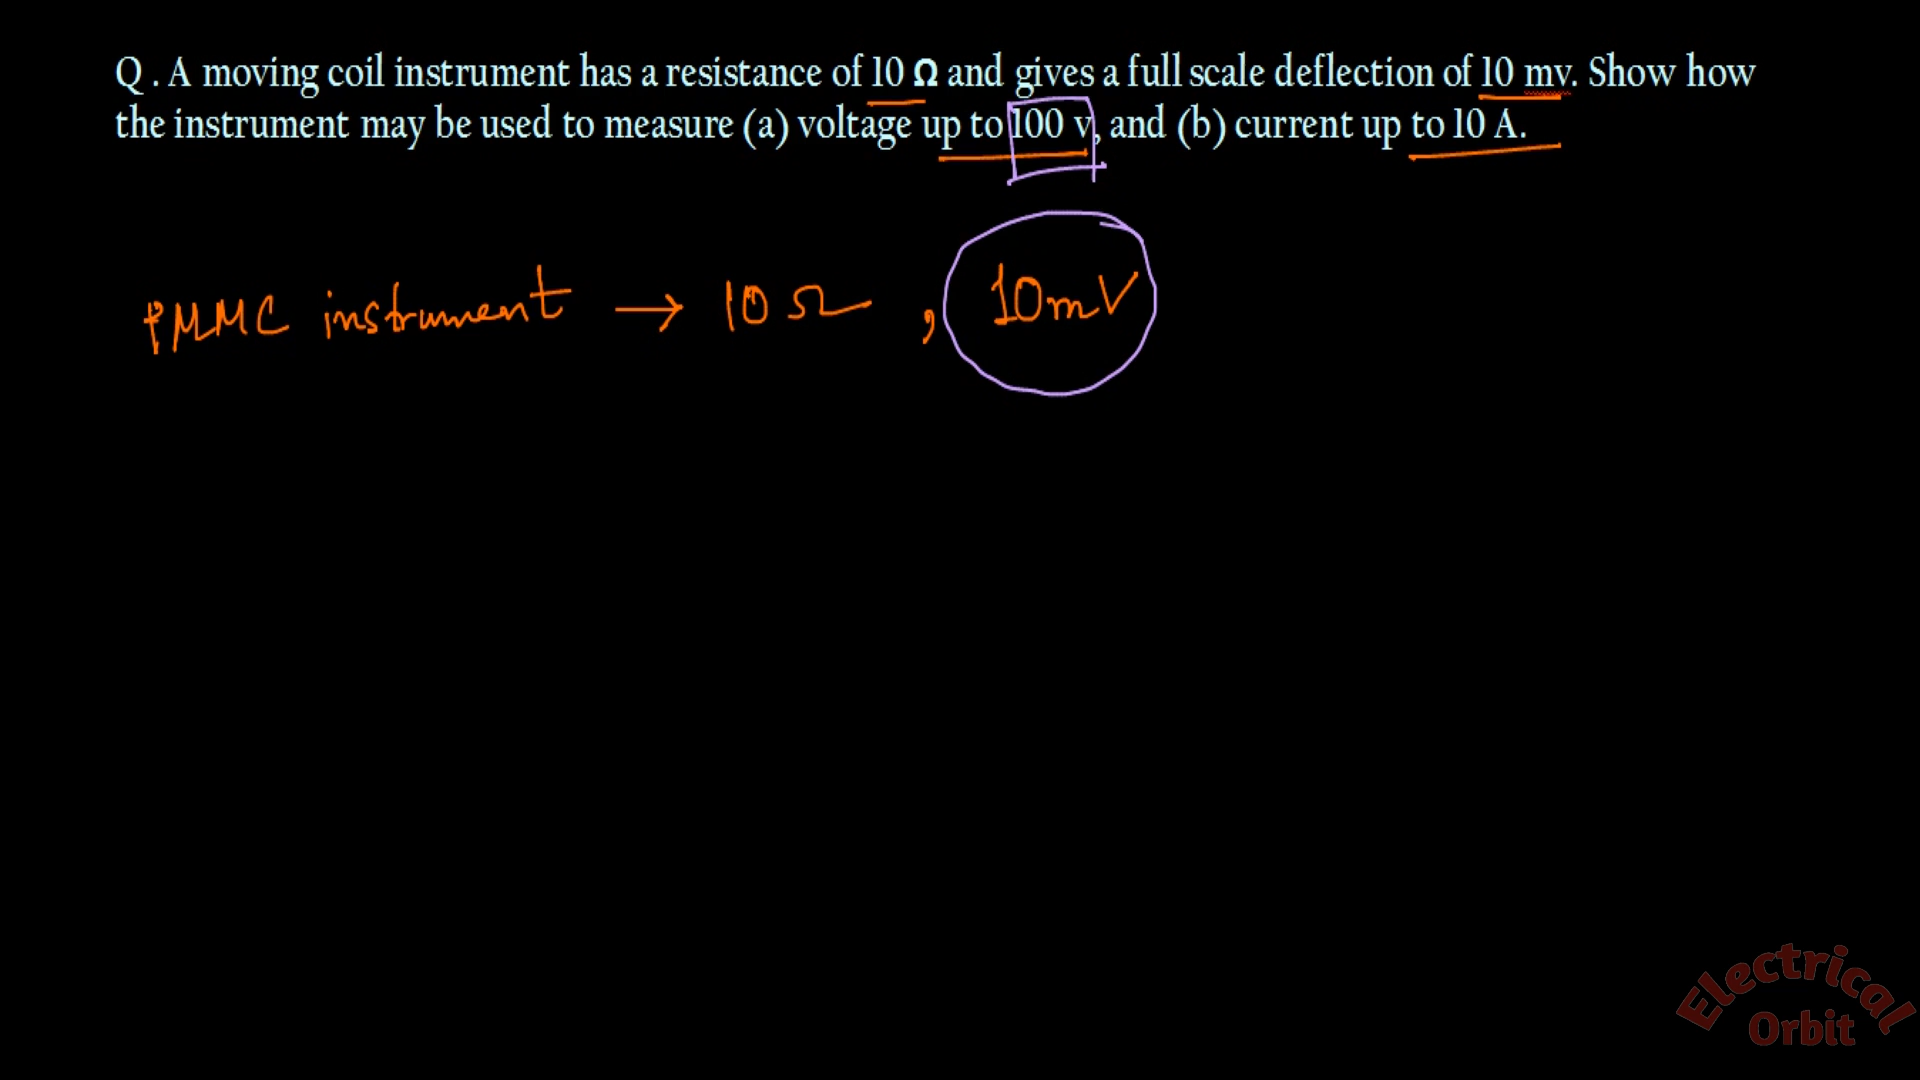 Q . A moving coil instrument has a resistance of 10 Ω and gives a full scale deflection of 10 mv. Show how
the instrument may be used to measure (a) voltage up to 100 v, and (b) current up to 10 A.
PMMC instrument → 10 Ω , 10mV
Electrical
Orbit